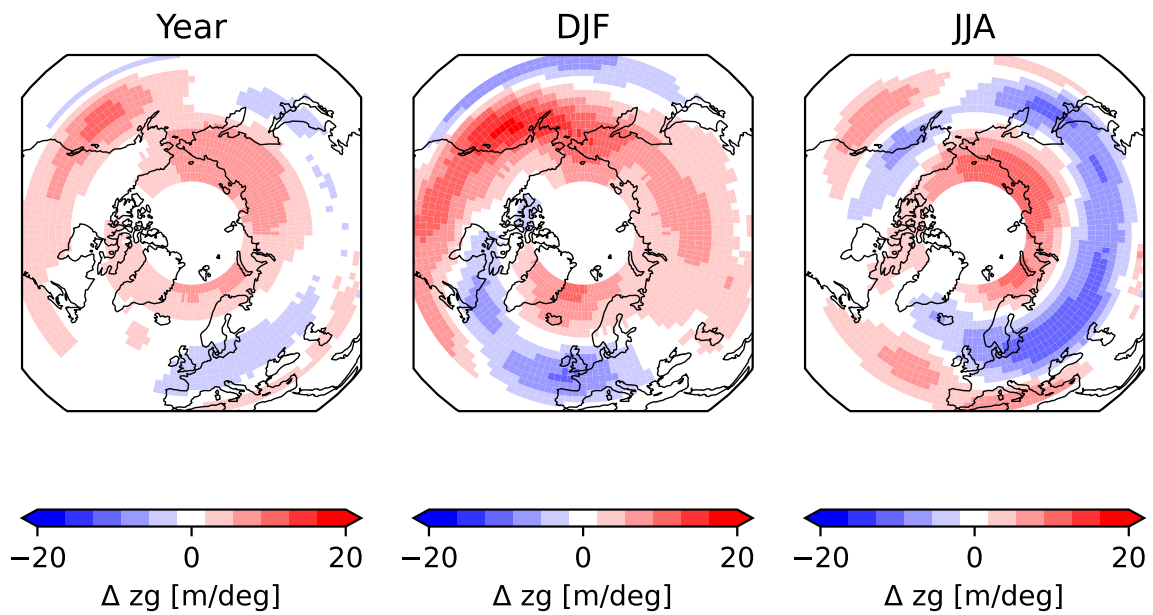 Year DJF JJA
−20 0 20 −20 0 20 −20 0 20
Δ zg [m/deg] Δ zg [m/deg] Δ zg [m/deg]